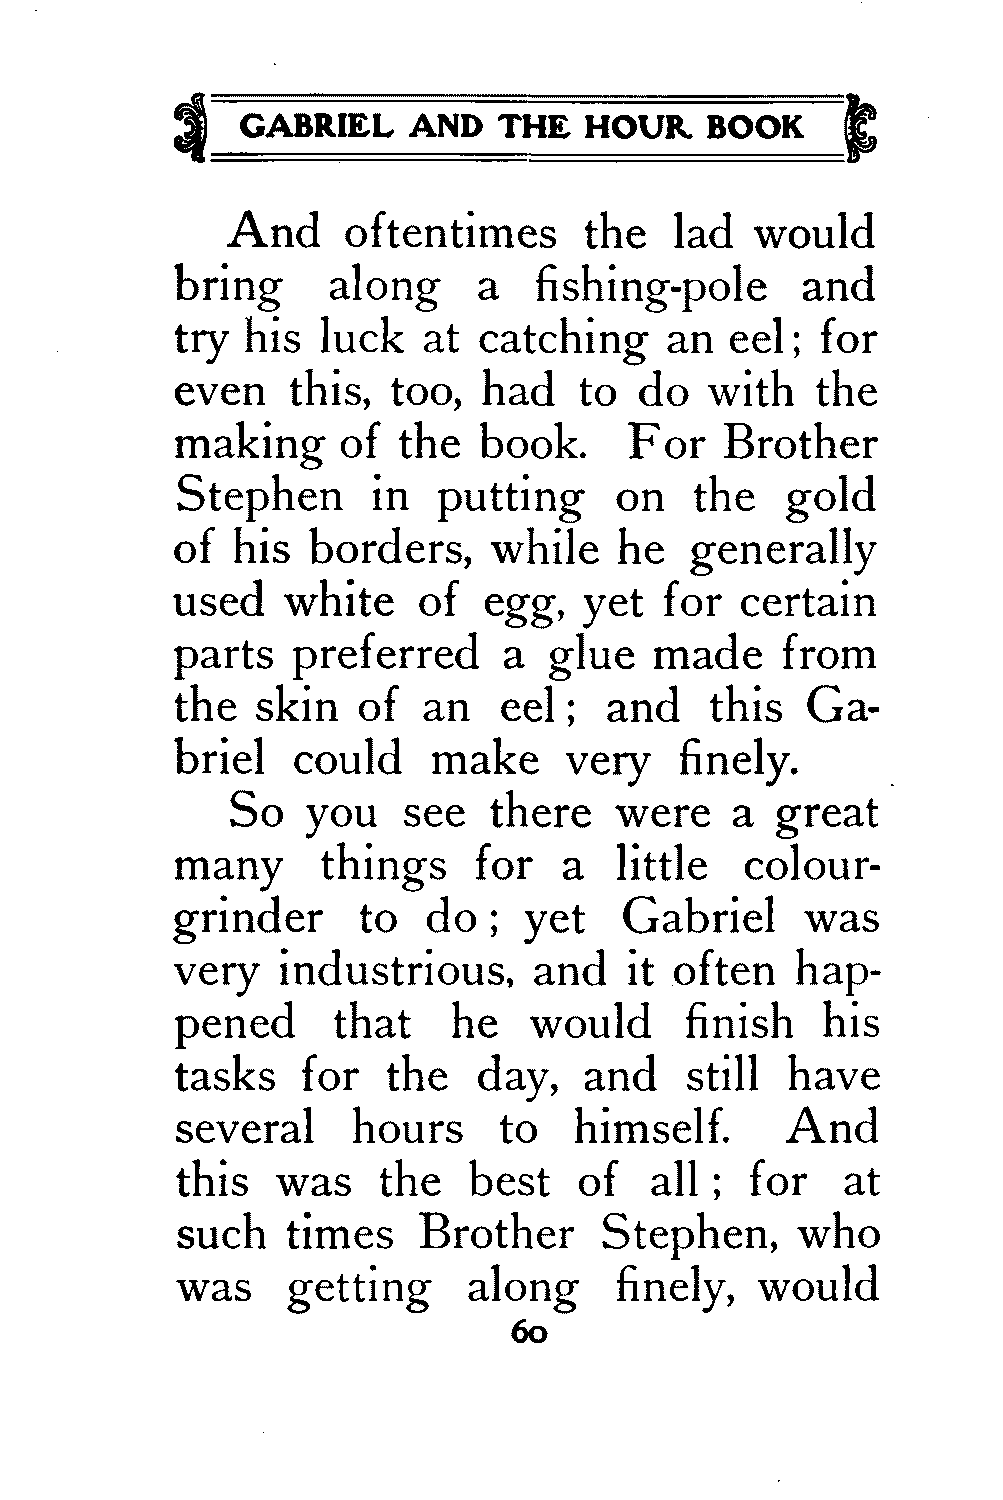 GABRIEL AND THE HOUR BOOK
And oftentimes the lad would
bring along a fishing-pole and
try his luck at catching an eel; for
even this, too, had to do with the
making of the book. For Brother
Stephen in putting on the gold
of his borders, while he generally
used white of egg, yet for certain
parts preferred a glue made from
the skin of an eel; and this Ga-
briel could make very finely.
So you see there were a great
many things for a little colour-
grinder to do; yet Gabriel was
very industrious, and it often hap-
pened that he would finish his
tasks for the day, and still have
several hours to himself. And
this was the best of all; for at
such times Brother Stephen, who
was getting along finely, would
60